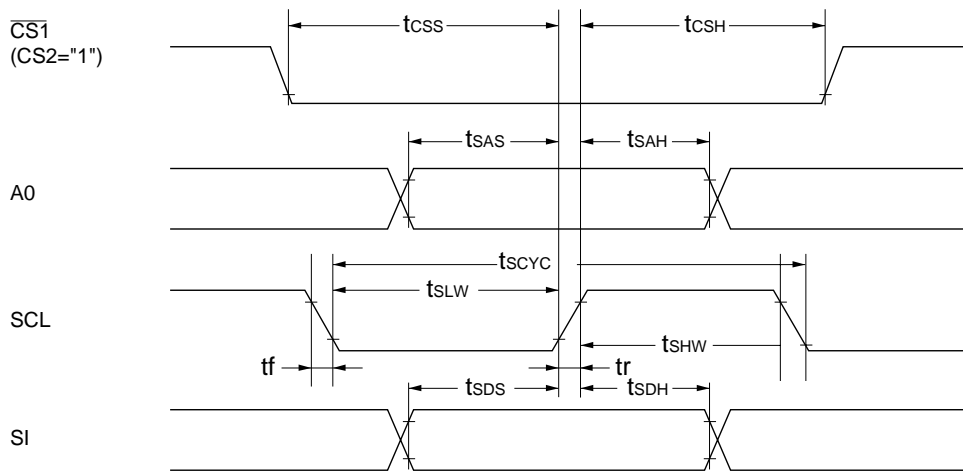 CS1
(CS2="1")
tCSS
tCSH
tSAS
tSAH
A0
tSCYC
tSLW
SCL
tSHW
tf
tr
tSDS
tSDH
SI